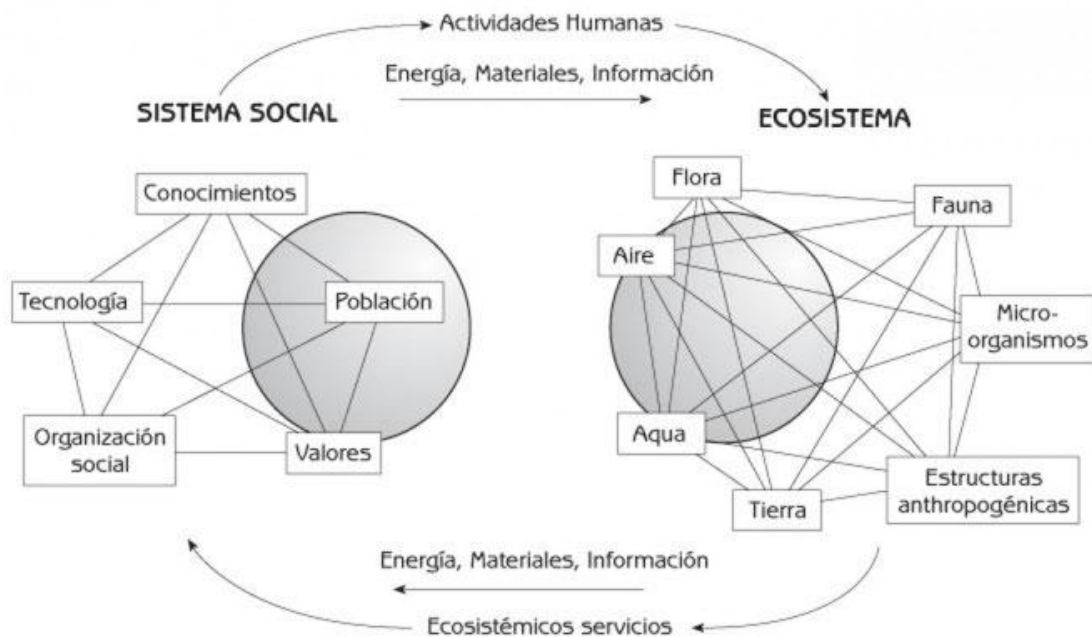 Actividades Humanas
Energía, Materiales, Información
SISTEMA SOCIAL
ECOSISTEMA
Conocimientos
Tecnología
Población
Organización
social
Valores
Flora
Fauna
Aire
Micro-
organismos
Aqua
Estructuras
anthropogénicas
Tierra
Energía, Materiales, Información
Ecosistémicos servicios